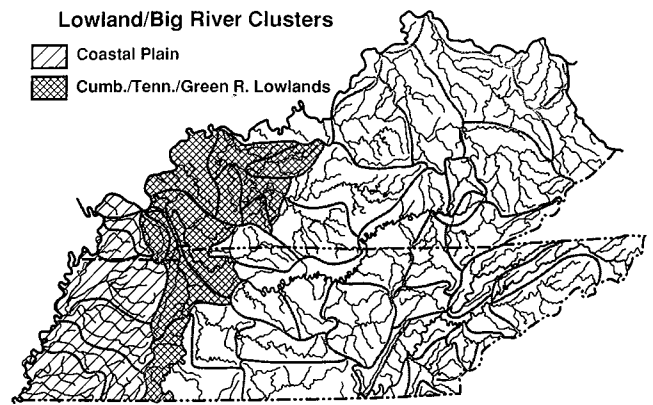 Lowland/Big River Clusters
Coastal Plain
Cumb./Tenn./Green R. Lowlands